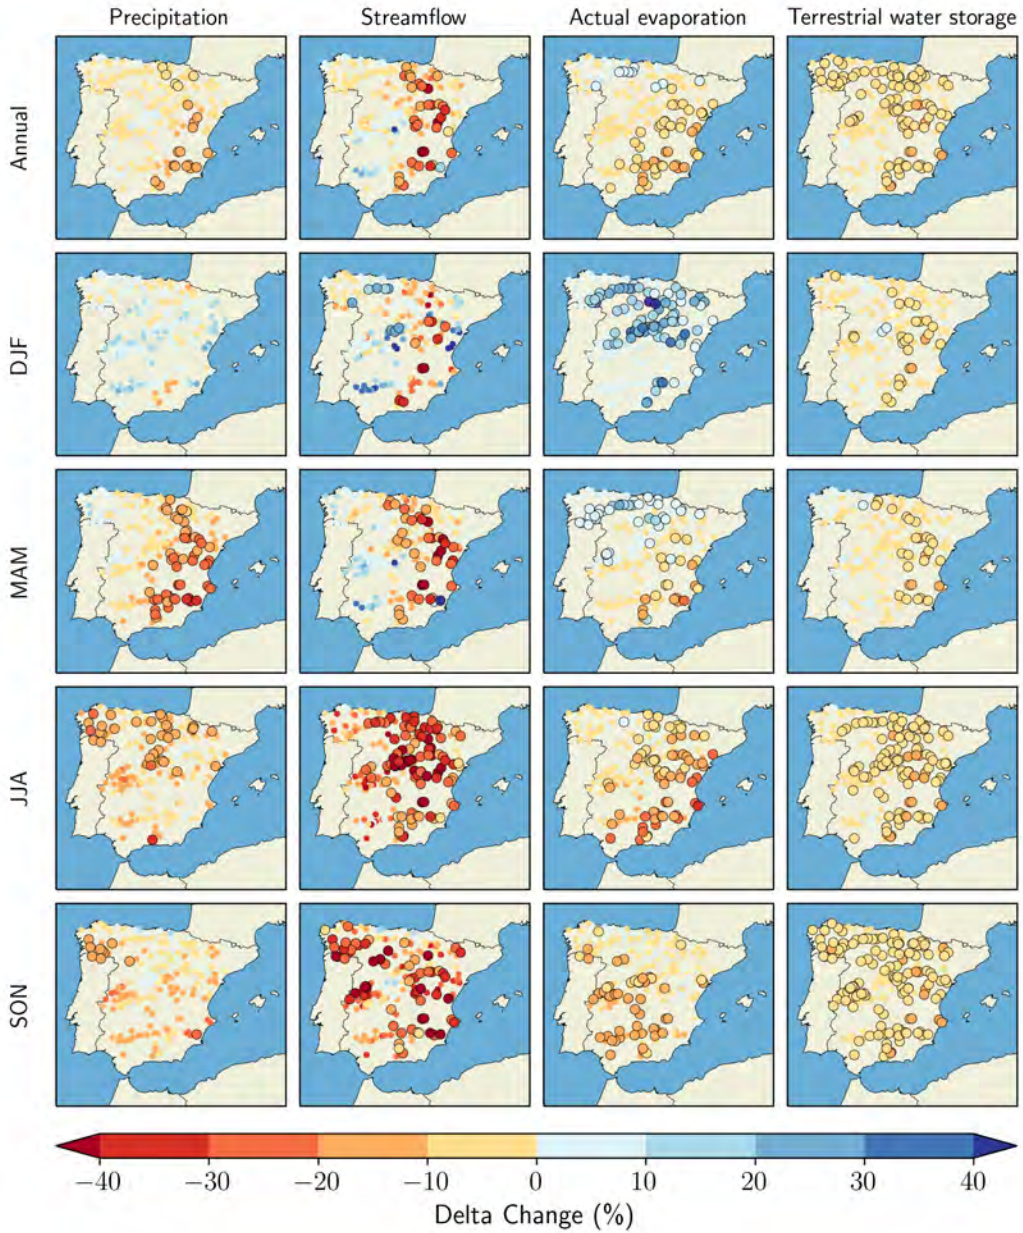 Precipitation Streamflow Actual evaporation Terrestrial water storage
Annual
DJF
MAM
JJA
SON
−40 −30 −20 −10 0 10 20 30 40
Delta Change (%)